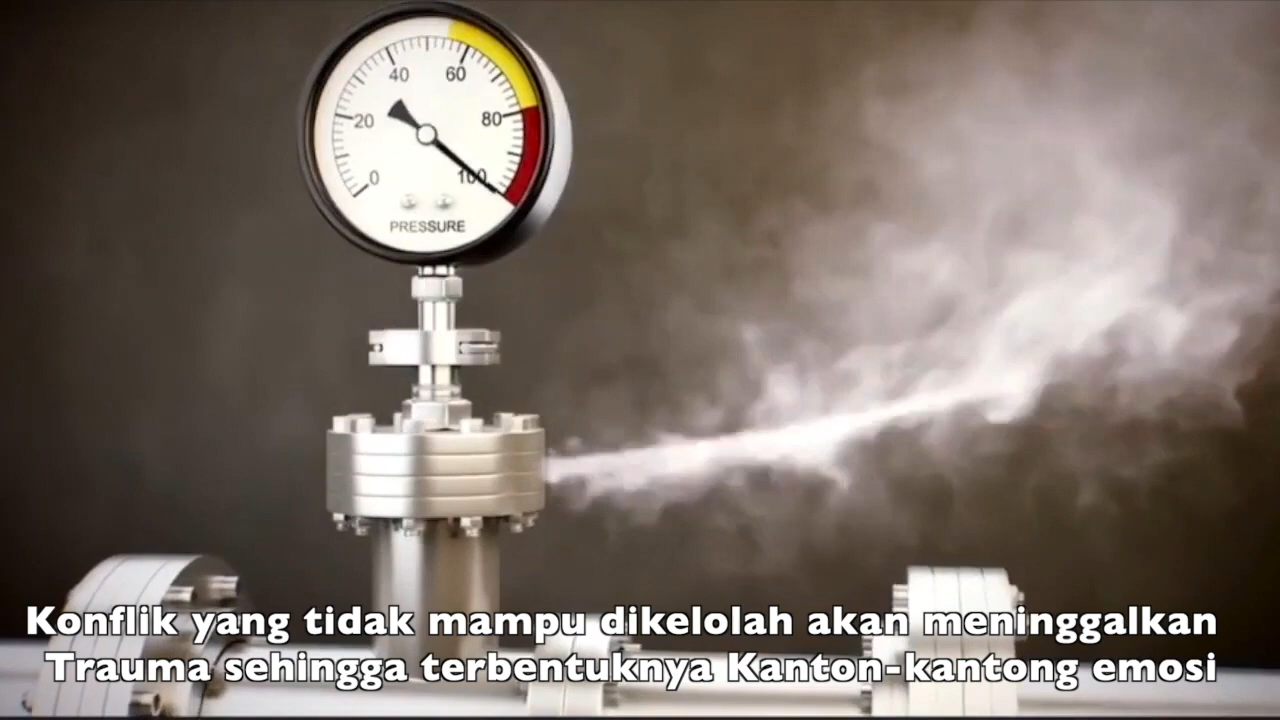 40 60
20 80
0 100
PRESSURE
Konflik yang tidak mampu dikelolah akan meninggalkan
Trauma sehingga terbentuknya Kanton-kantong emosi